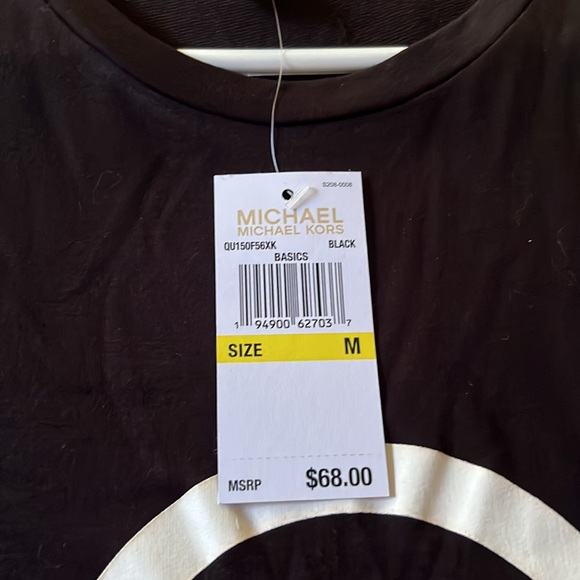 S208-0008
MICHAEL
MICHAEL KORS
QU150F56XK BLACK
BASICS
1 94900 62703 7
SIZE M
MSRP $68.00